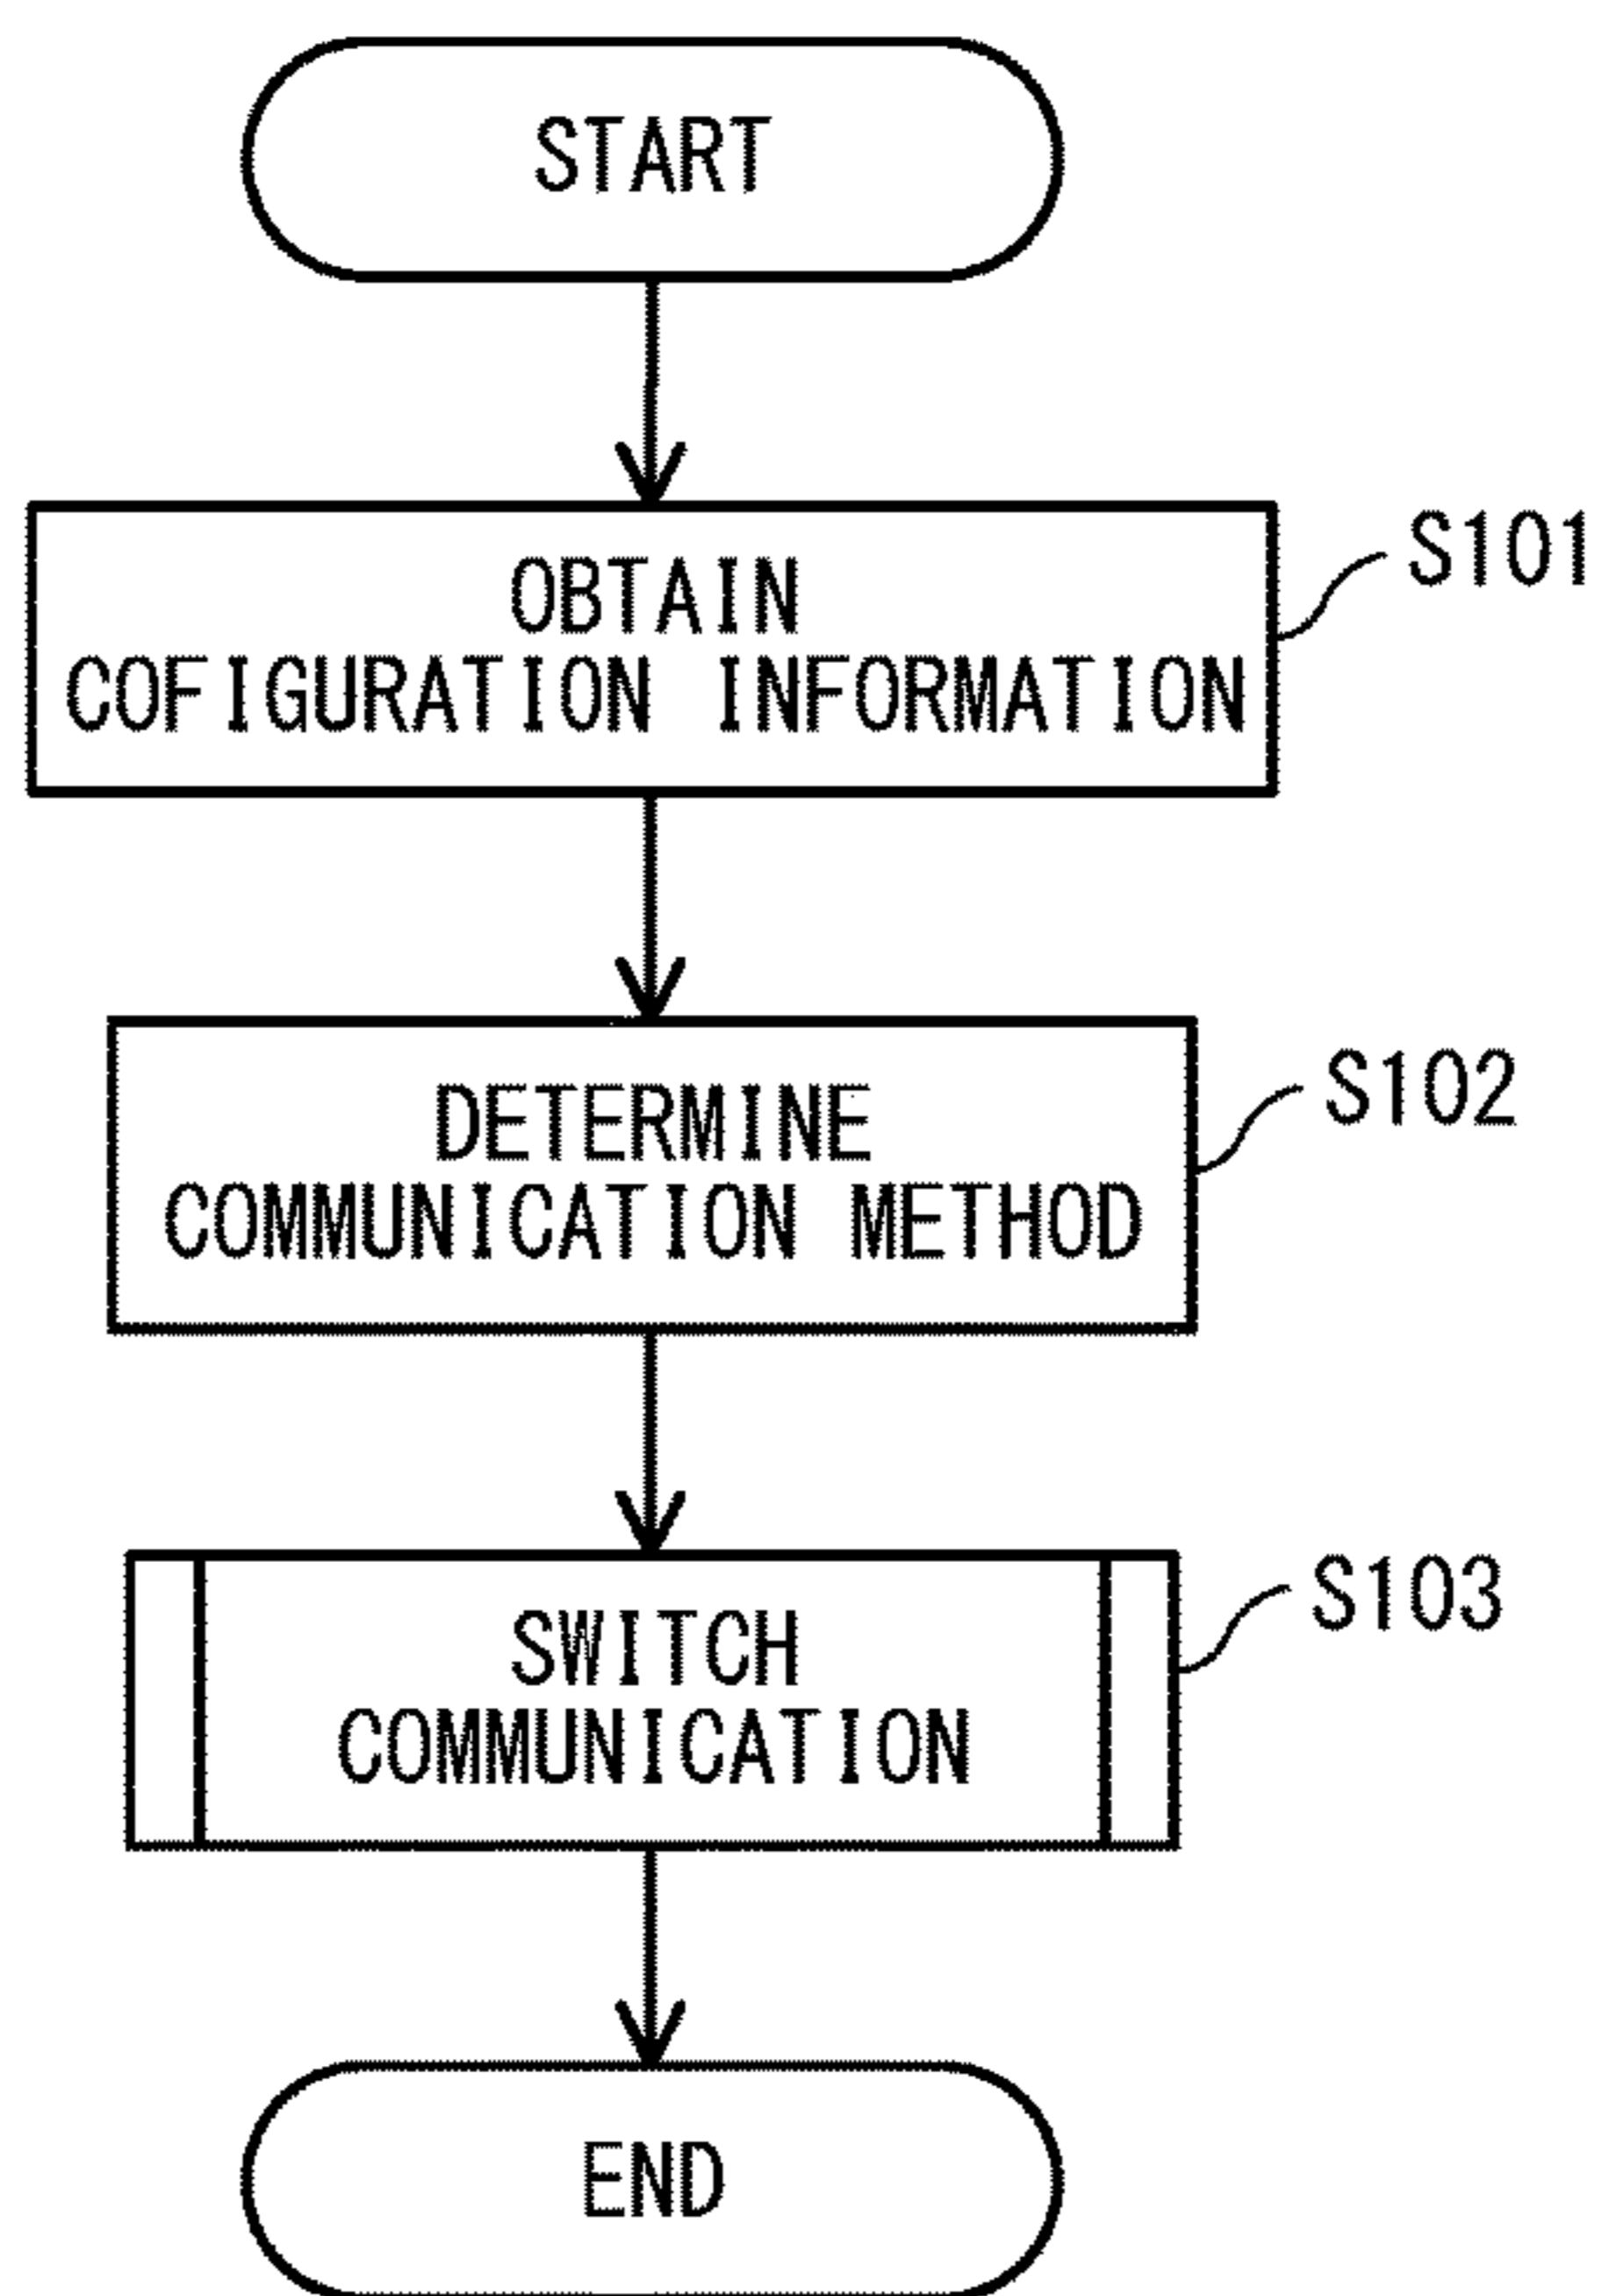 START
OBTAIN
COFIGURATION INFORMATION
S101
DETERMINE
COMMUNICATION METHOD
S102
SWITCH
COMMUNICATION
S103
END